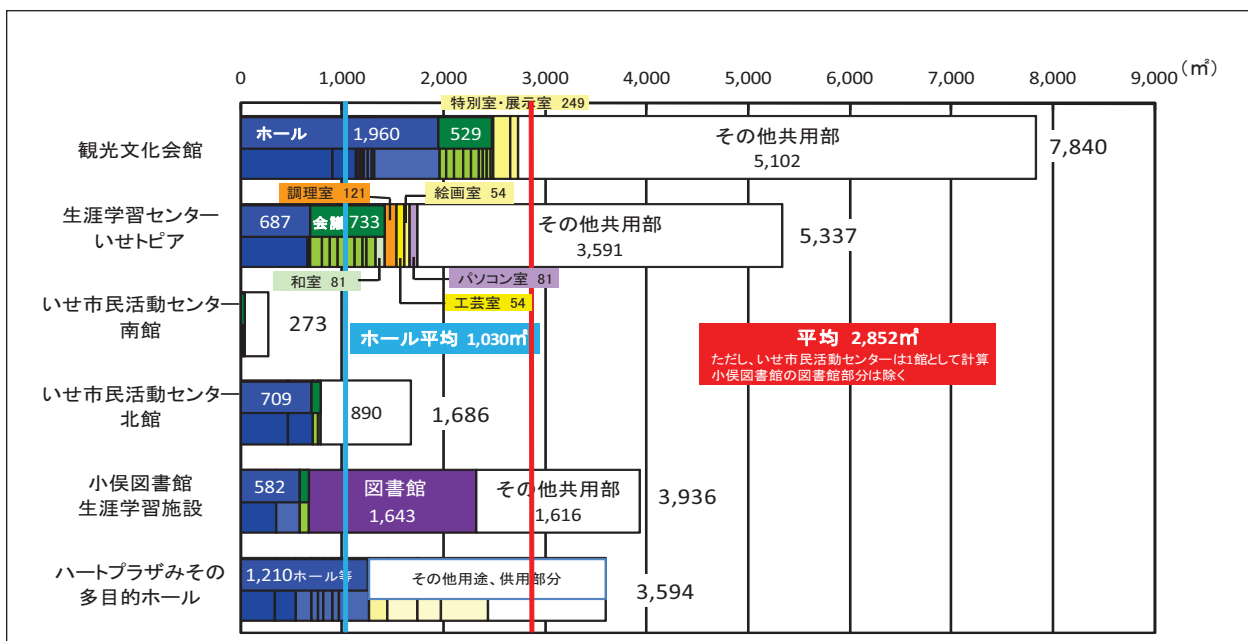 0 1,000 2,000 3,000 4,000 5,000 6,000 7,000 8,000 9,000 (㎡)
特別室・展示室 249
観光文化会館
ホール 1,960 529 その他共用部
5,102
7,840
調理室 121 絵画室 54
生涯学習センター
いせトピア
687 会議 733 その他共用部
3,591
5,337
和室 81 パソコン室 81
工芸室 54
いせ市民活動センター
南館
273
ホール平均 1,030㎡
平均 2,852㎡
ただし、いせ市民活動センターは1館として計算
小俣図書館の図書館部分は除く
いせ市民活動センター
北館
709 890 1,686
小俣図書館
生涯学習施設
582 図書館
1,643
その他共用部
1,616
3,936
ハートプラザみその
多目的ホール
1,210ホール等 その他用途、供用部分
3,594